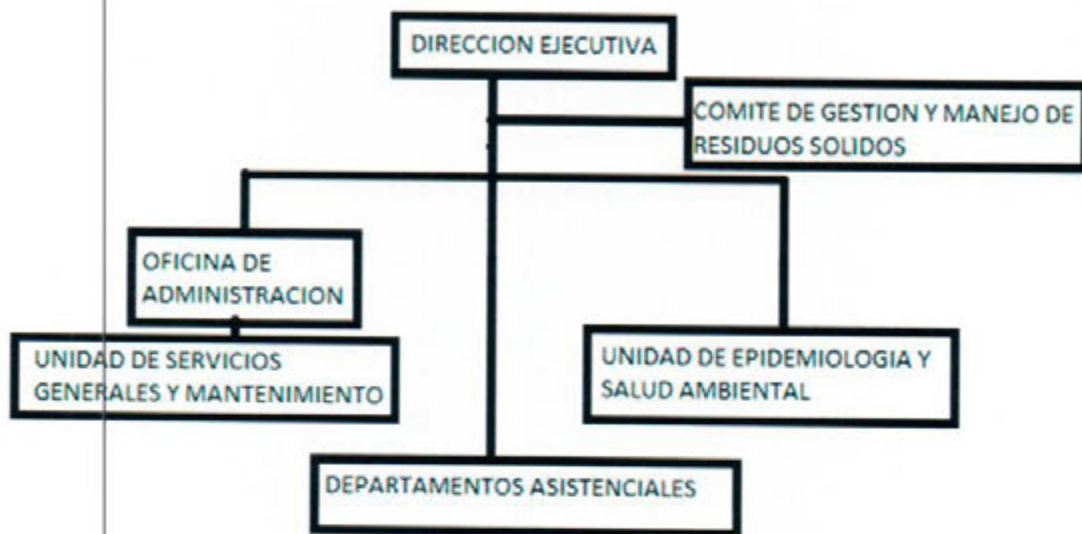 DIRECCION EJECUTIVA
COMITE DE GESTION Y MANEJO DE
RESIDUOS SOLIDOS
OFICINA DE
ADMINISTRACION
UNIDAD DE SERVICIOS
GENERALES Y MANTENIMIENTO
UNIDAD DE EPIDEMIOLOGIA Y
SALUD AMBIENTAL
DEPARTAMENTOS ASISTENCIALES